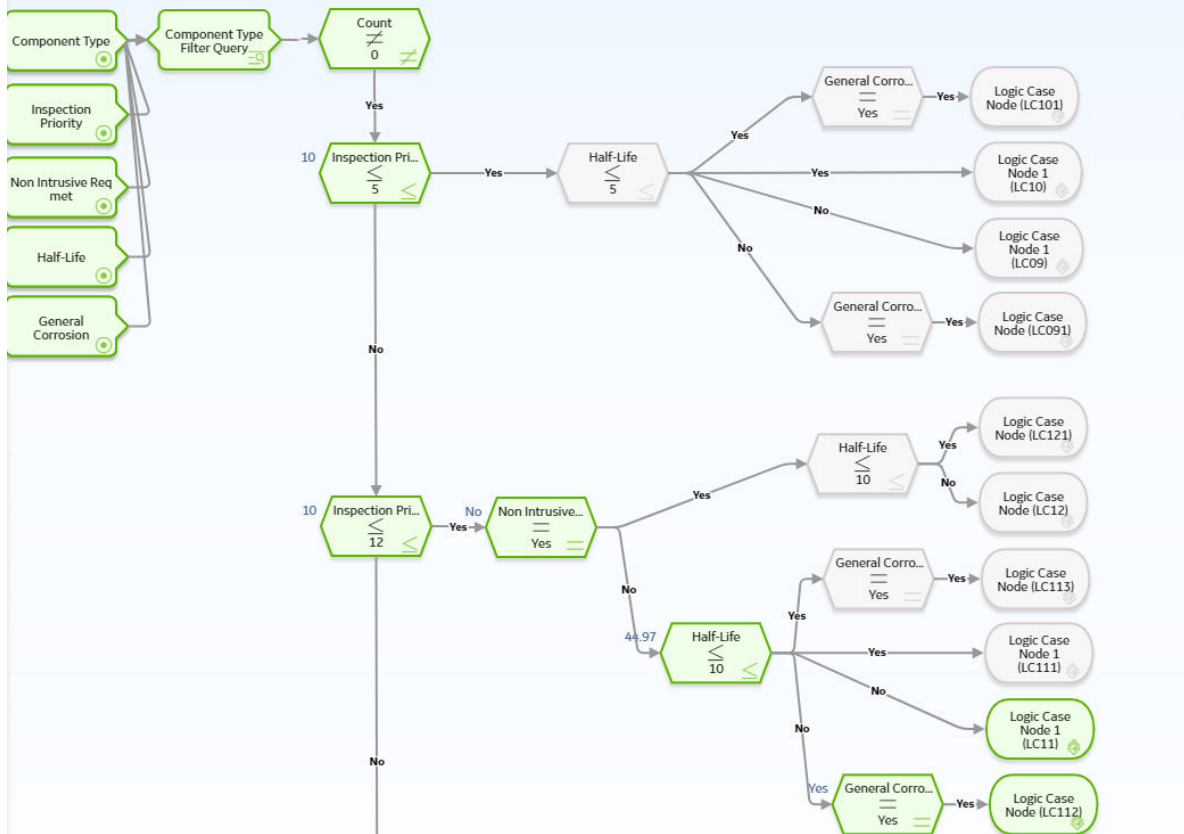 Component Type
Component Type
Filter Query
Count
≠
0
Inspection
Priority
Non Intrusive Req
met
Half-Life
General
Corrosion
Yes
10
Inspection Pri...
≤
5
Yes
Half-Life
≤
5
Yes
General Corro...
=
Yes
Yes
Logic Case
Node (LC101)
Yes
Logic Case
Node 1
(LC10)
No
Logic Case
Node 1
(LC09)
No
General Corro...
=
Yes
Yes
Logic Case
Node (LC091)
No
10
Inspection Pri...
≤
12
Yes
No
Non Intrusive...
=
Yes
Yes
Half-Life
≤
10
Yes
Logic Case
Node (LC121)
No
Logic Case
Node (LC12)
No
44.97
Half-Life
≤
10
Yes
General Corro...
=
Yes
Yes
Logic Case
Node (LC113)
Yes
Logic Case
Node 1
(LC111)
No
Logic Case
Node 1
(LC11)
No
Yes
General Corro...
=
Yes
Yes
Logic Case
Node (LC112)
No